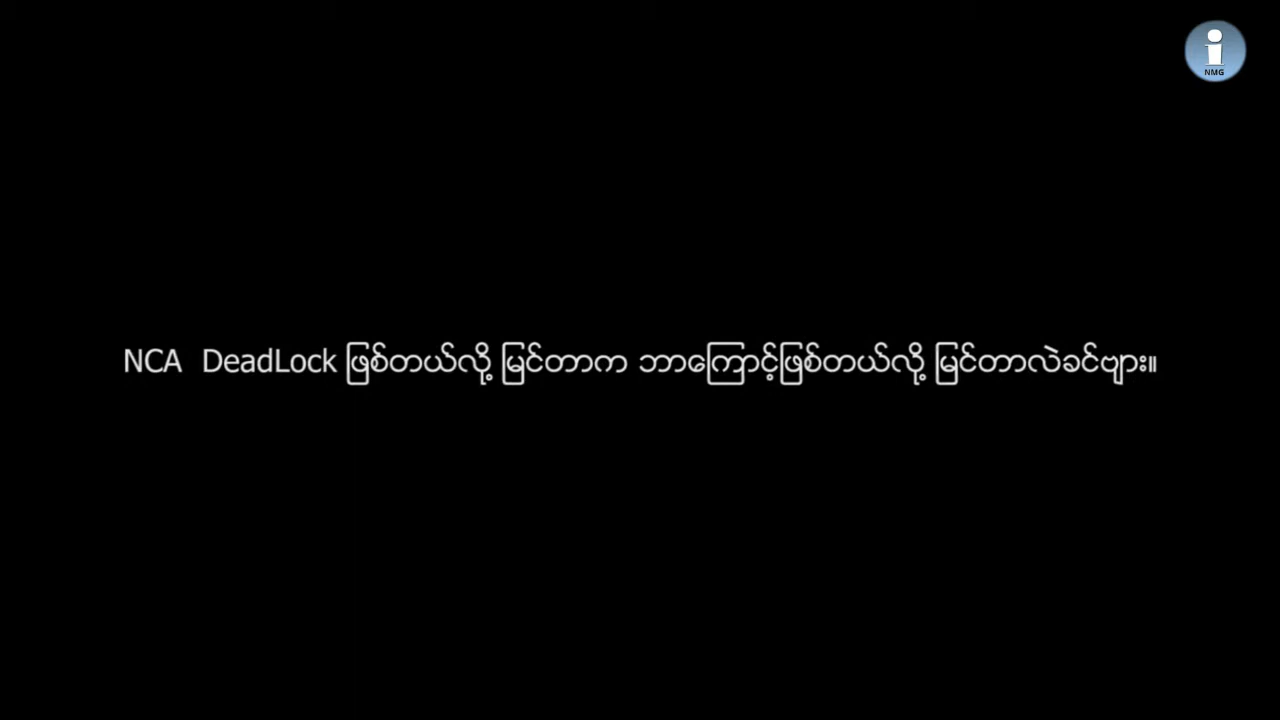 i
NMG
NCA DeadLock ဖြစ်တယ်လို့ မြင်တာက ဘာကြောင့်ဖြစ်တယ်လို့ မြင်တာလဲခင်ဗျား။